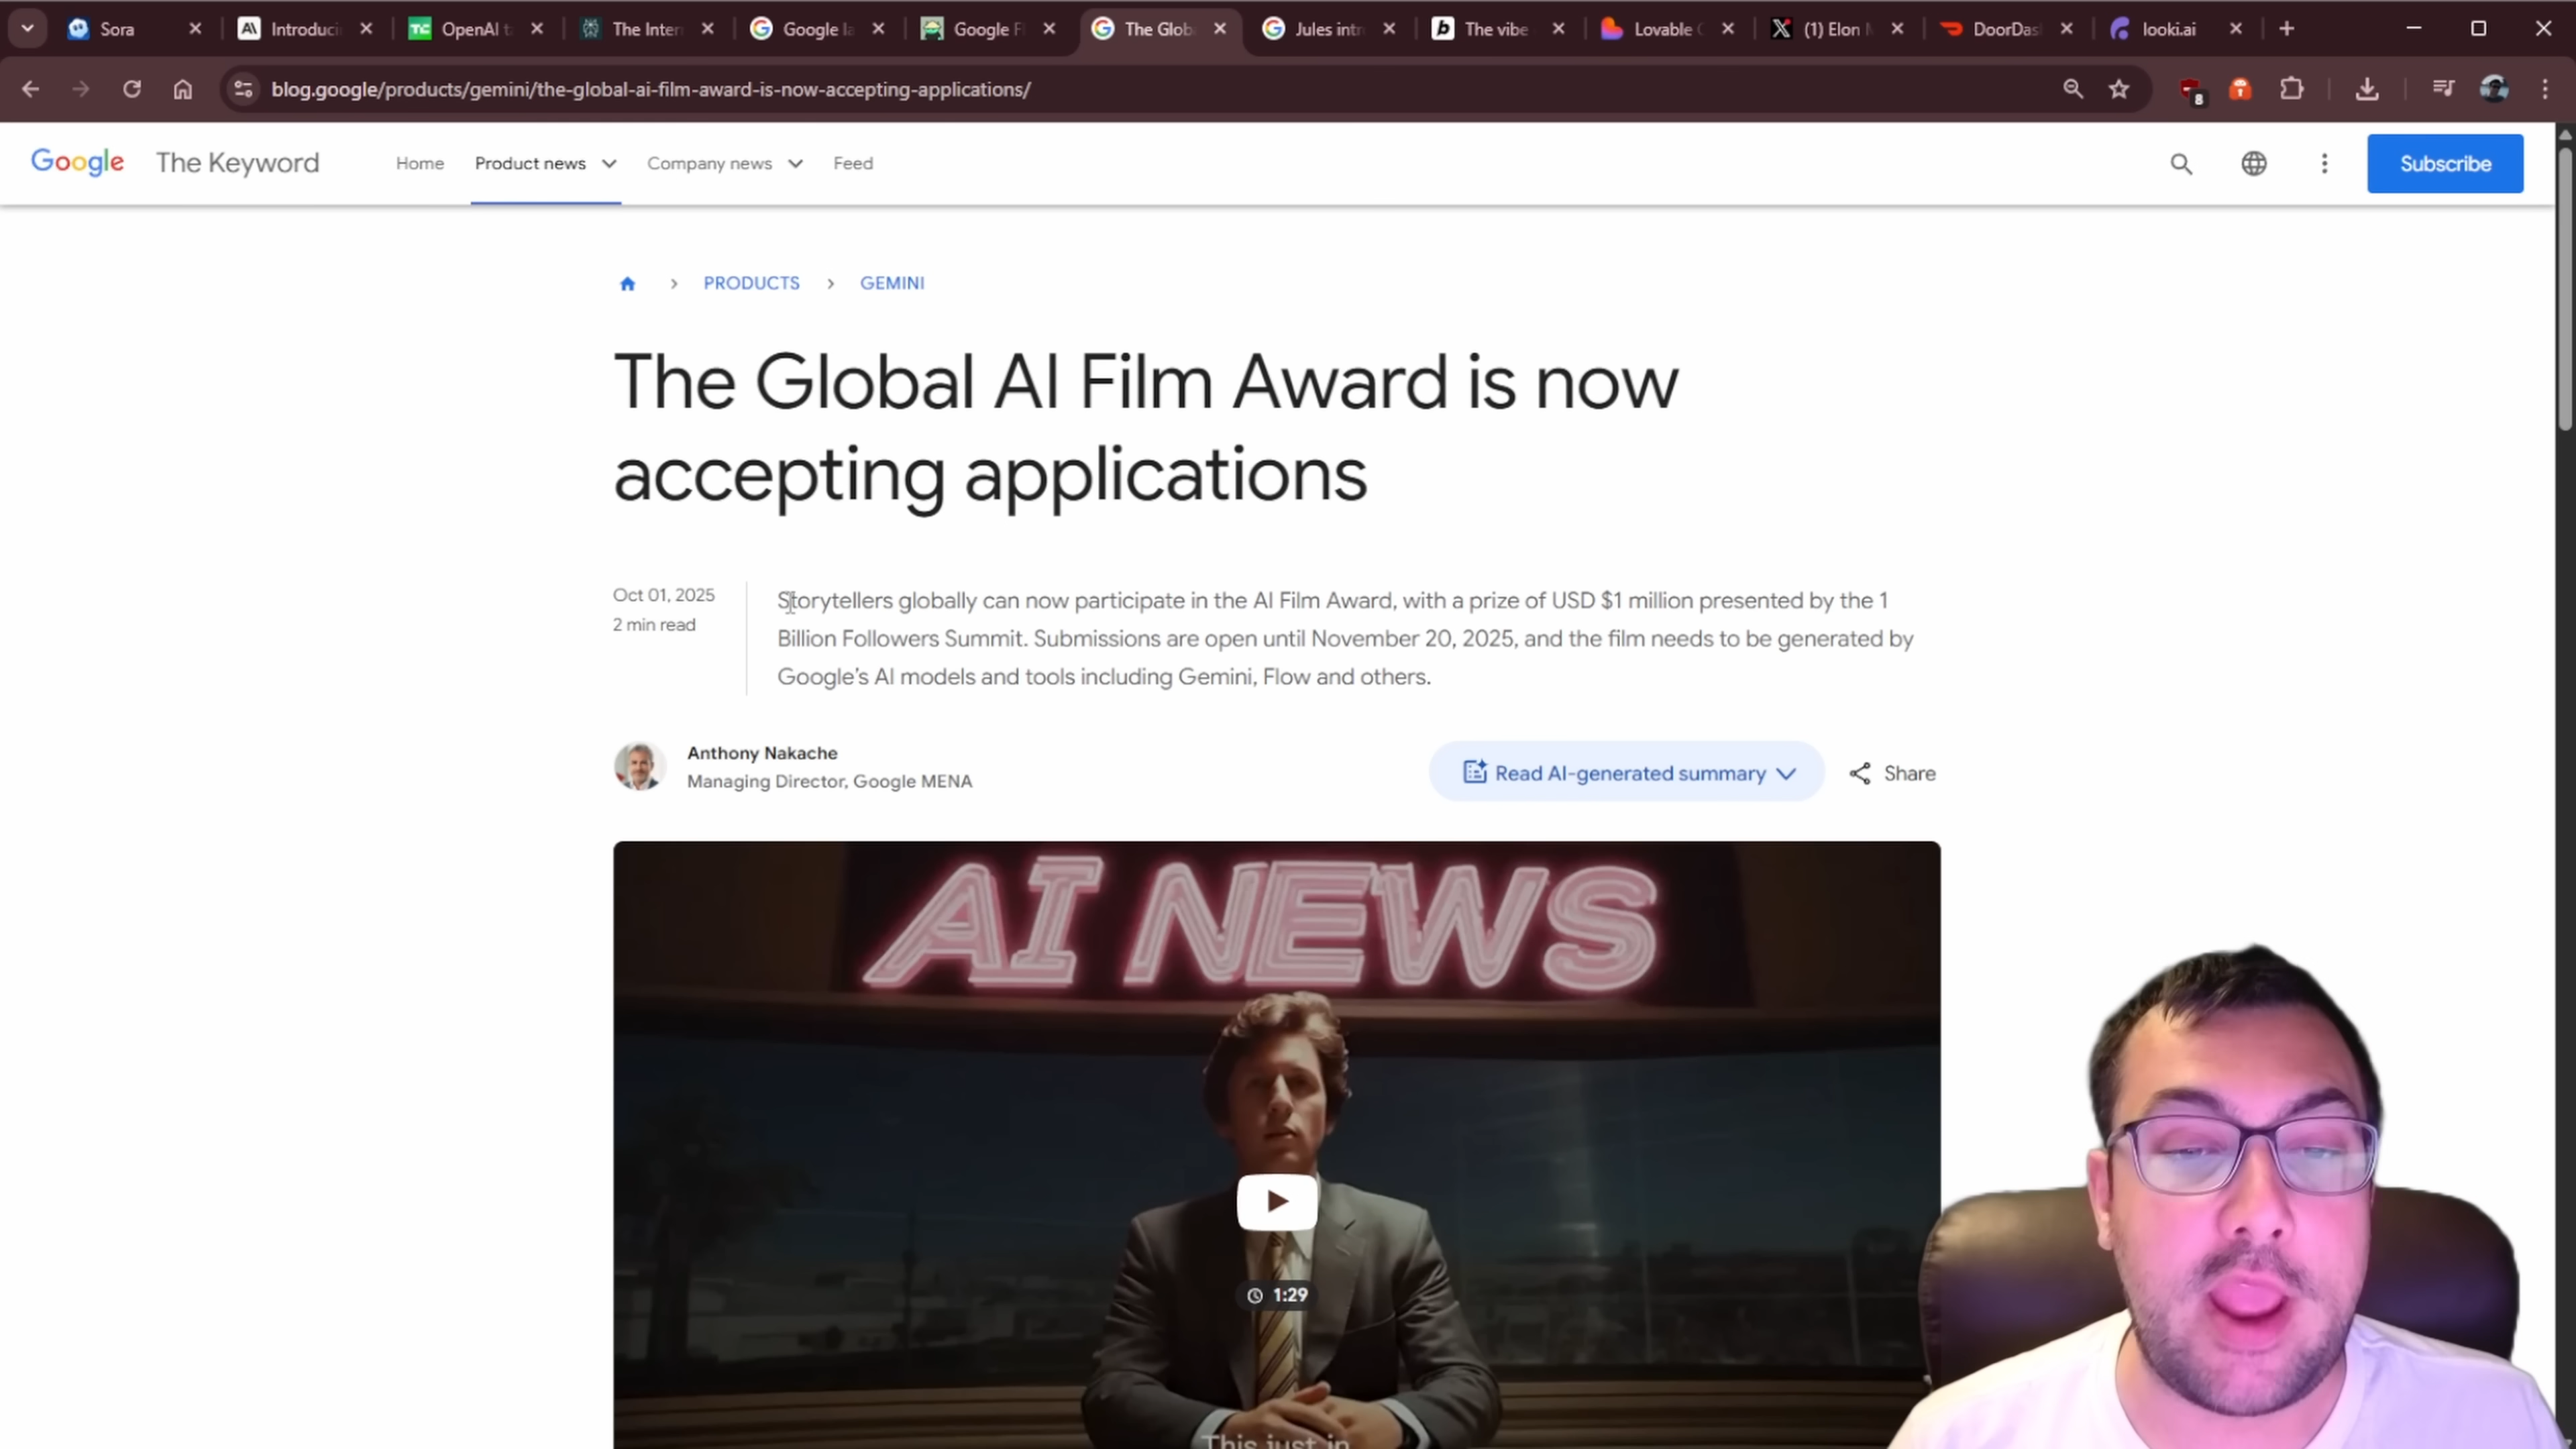 Sora
Introduci
OpenAI t
The Inter
Google la
Google F
The Glob
Jules intr
The vibe
Lovable
(1) Elon
DoorDas
looki.ai
blog.google/products/gemini/the-global-ai-film-award-is-now-accepting-applications/
8
Google The Keyword
Home
Product news
Company news
Feed
Subscribe
PRODUCTS
GEMINI
The Global AI Film Award is now
accepting applications
Oct 01, 2025
2 min read
Storytellers globally can now participate in the AI Film Award, with a prize of USD $1 million presented by the 1
Billion Followers Summit. Submissions are open until November 20, 2025, and the film needs to be generated by
Google’s AI models and tools including Gemini, Flow and others.
Anthony Nakache
Managing Director, Google MENA
Read AI-generated summary
Share
AI NEWS
1:29
This just in